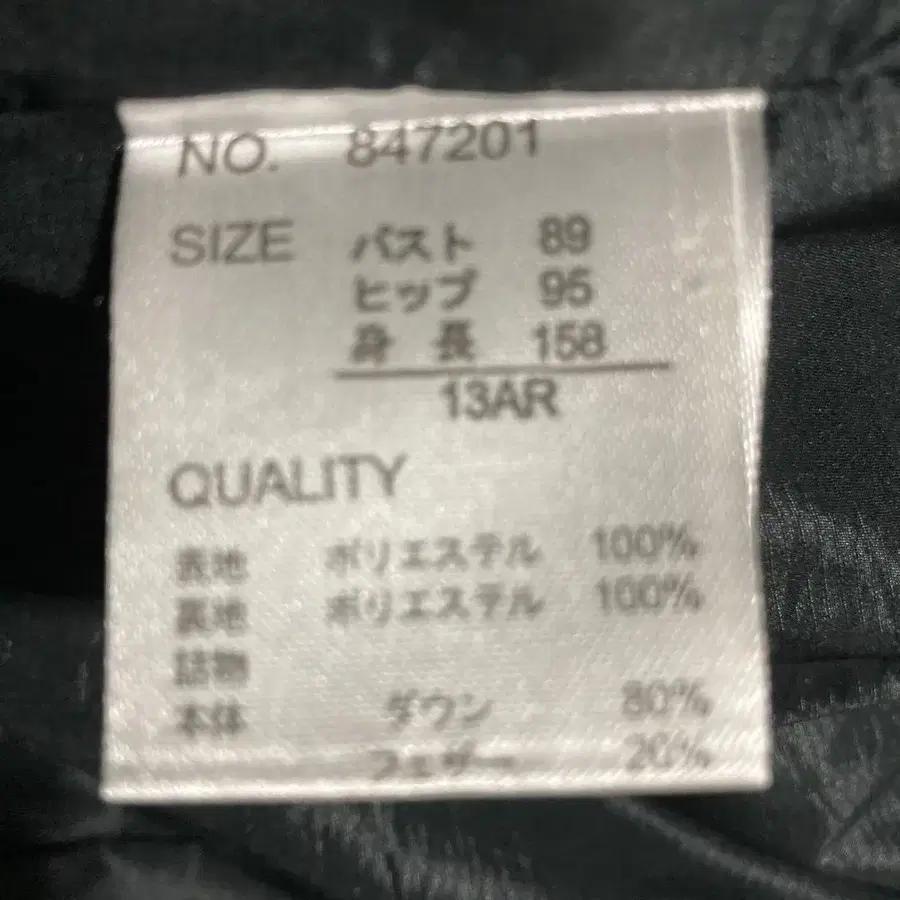 NO. 847201
SIZE バスト 89
ヒップ 95
身長 158
13AR
QUALITY
表地 ポリエステル 100%
裏地 ポリエステル 100%
詰物
本体 ダウン 80%
フェザー 20%